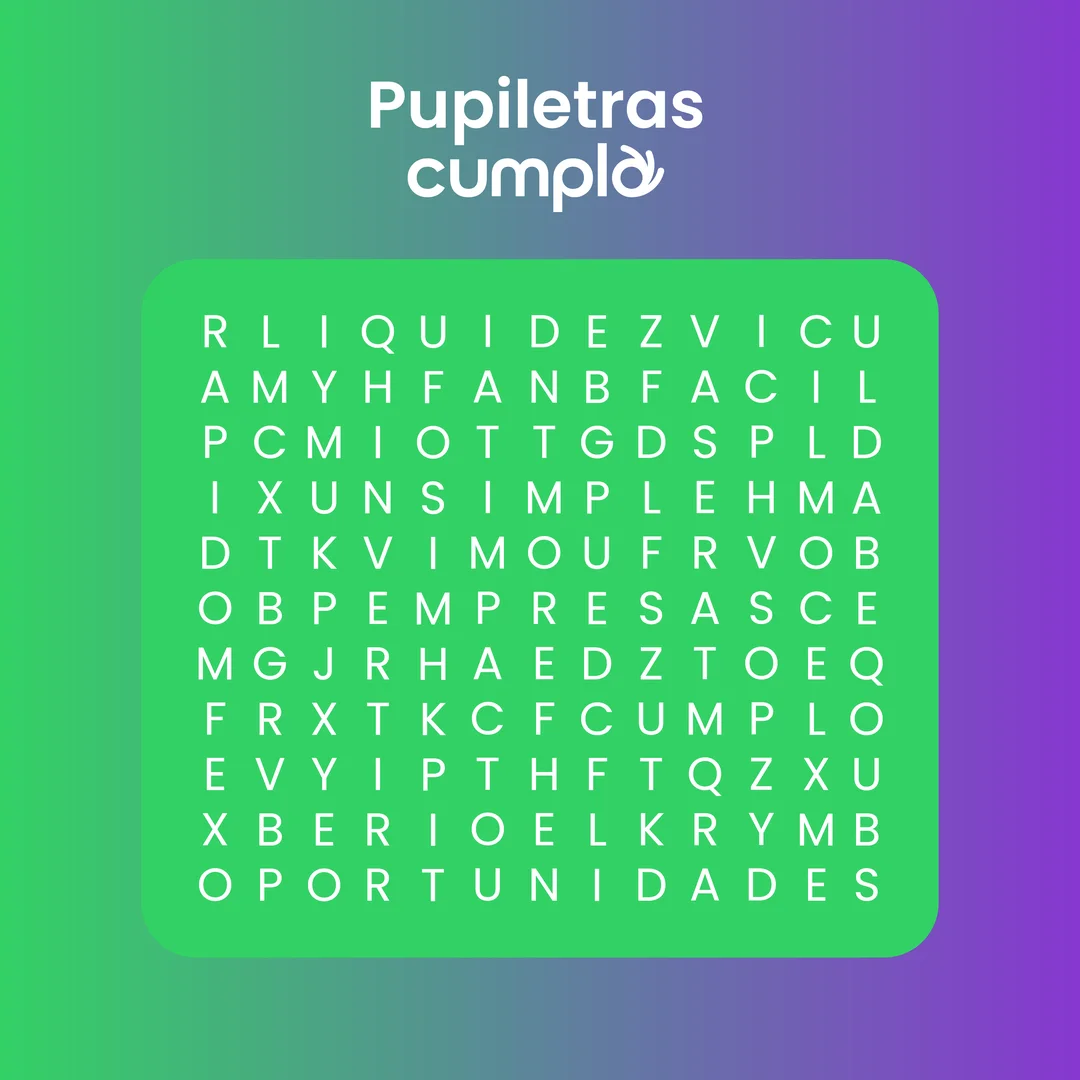 Pupiletras
cumplo
R L I Q U I D E Z V I C U
A M Y H F A N B F A C I L
P C M I O T T G D S P L D
I X U N S I M P L E H M A
D T K V I M O U F R V O B
O B P E M P R E S A S C E
M G J R H A E D Z T O E Q
F R X T K C F C U M P L O
E V Y I P T H F T Q Z X U
X B E R I O E L K R Y M B
O P O R T U N I D A D E S